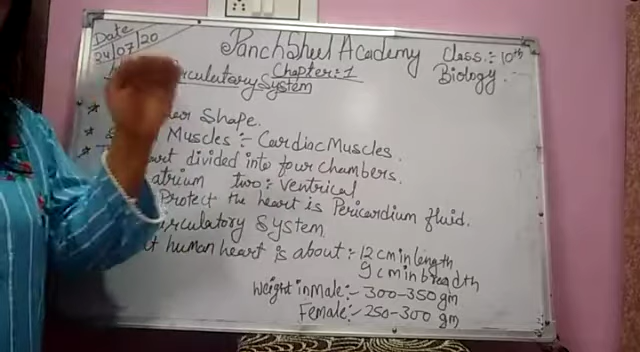 Date
24/07/20
PanchSheel Academy
Class:- 10th
Chapter:-1
Biology.
System
Shape.
Muscles :- Cardiac Muscles.
divided into four Chambers.
atrium two :- Ventrical
Protect the heart is Pericardium fluid.
System
human heart is about :- 12 cm in length
9 cm in breadth
Weight in male :- 300-350 gm
Female :- 250-300 gm